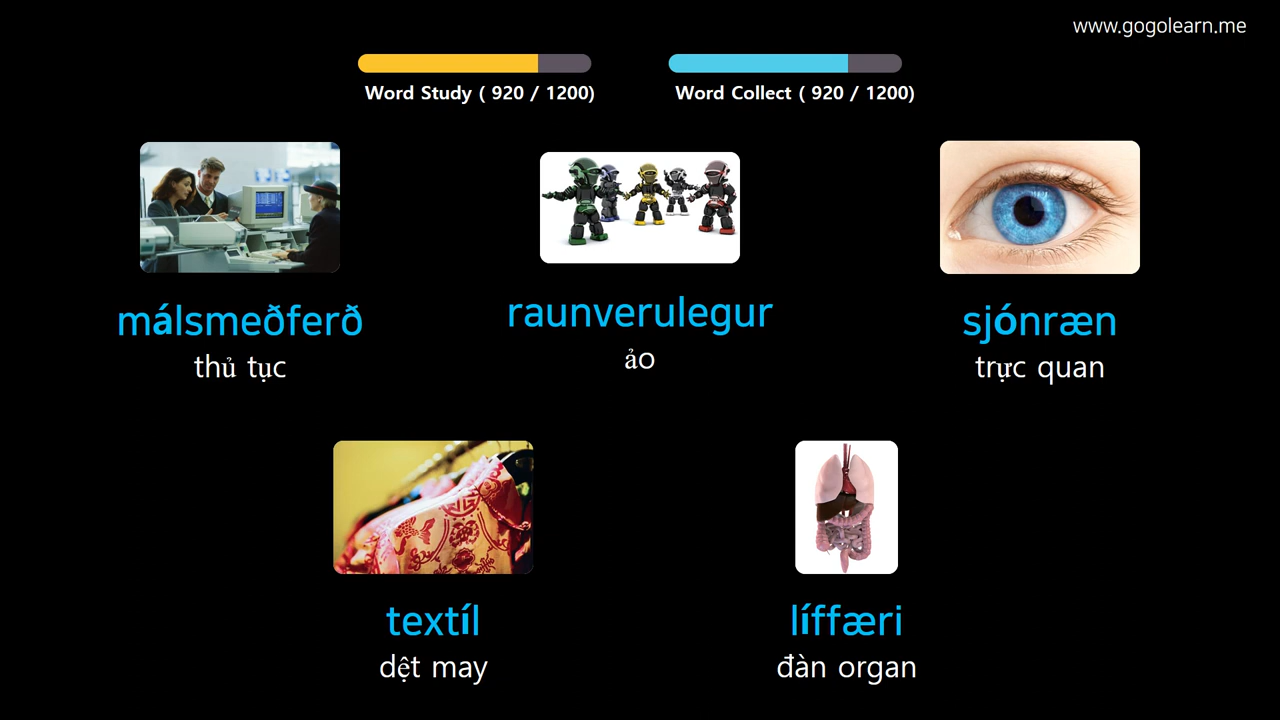 www.gogolearn.me
Word Study ( 920 / 1200)
Word Collect ( 920 / 1200)
málsmeðferð
thủ tục
raunverulegur
ảo
sjónræn
trực quan
textíl
dệt may
líffæri
đàn organ